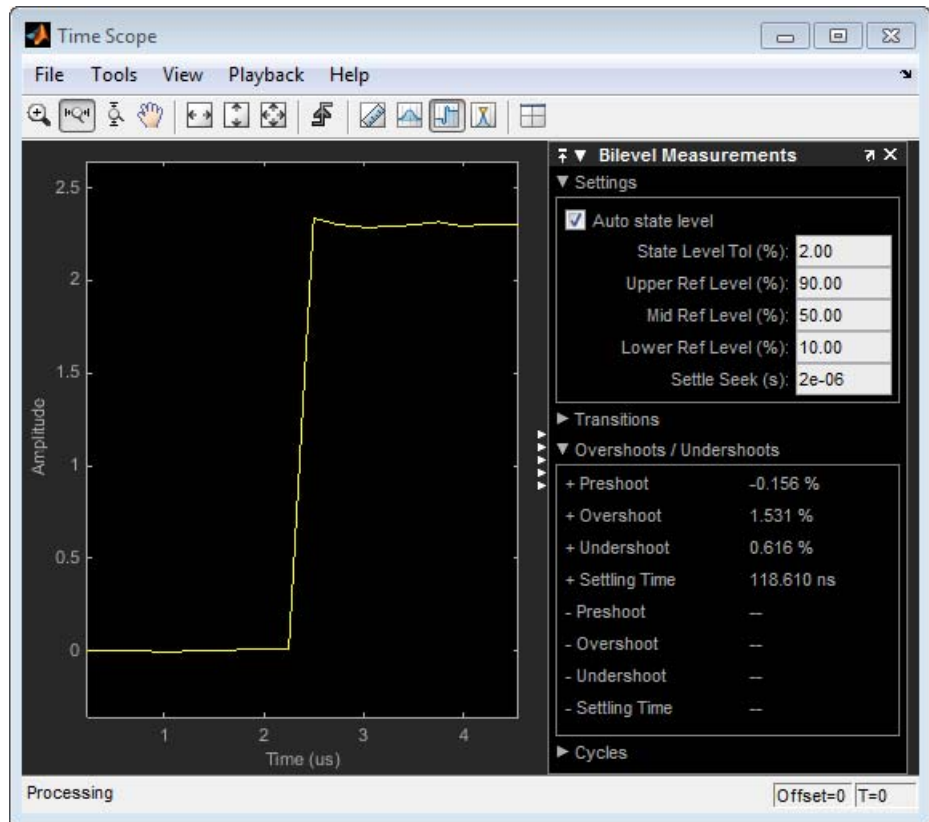 Time Scope
File Tools View Playback Help
2.5
2
1.5
1
0.5
0
Amplitude
1 2 3 4
Time (us)
Bilevel Measurements
Settings
Auto state level
State Level Tol (%): 2.00
Upper Ref Level (%): 90.00
Mid Ref Level (%): 50.00
Lower Ref Level (%): 10.00
Settle Seek (s): 2e-06
Transitions
Overshoots / Undershoots
+ Preshoot -0.156 %
+ Overshoot 1.531 %
+ Undershoot 0.616 %
+ Settling Time 118.610 ns
- Preshoot --
- Overshoot --
- Undershoot --
- Settling Time --
Cycles
Processing Offset=0 T=0